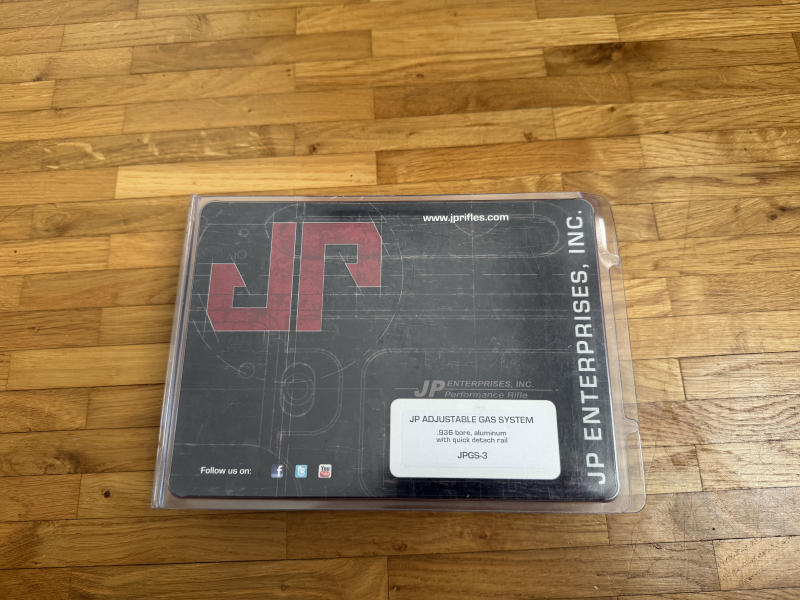 www.jprifles.com
JP
JP ENTERPRISES, INC.
JP ENTERPRISES, INC.
Performance Rifle
JP ADJUSTABLE GAS SYSTEM
.936 bore, aluminum
with quick detach rail
JPGS-3
Follow us on:
f
You